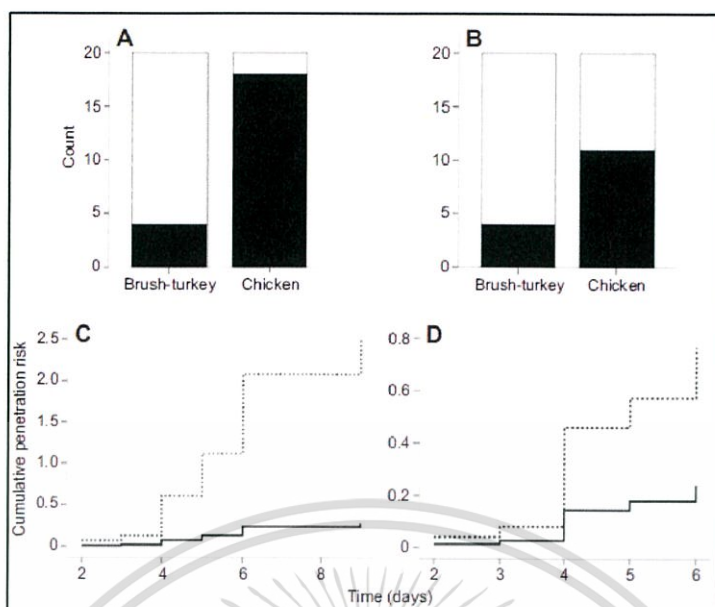 A
B
20
15
10
5
0
Count
Brush-turkey
Chicken
20
15
10
5
0
Brush-turkey
Chicken
C
D
2.5
2.0
1.5
1.0
0.5
0
Cumulative penetration risk
2
4
6
8
0.8
0.6
0.4
0.2
0
2
3
4
5
6
Time (days)